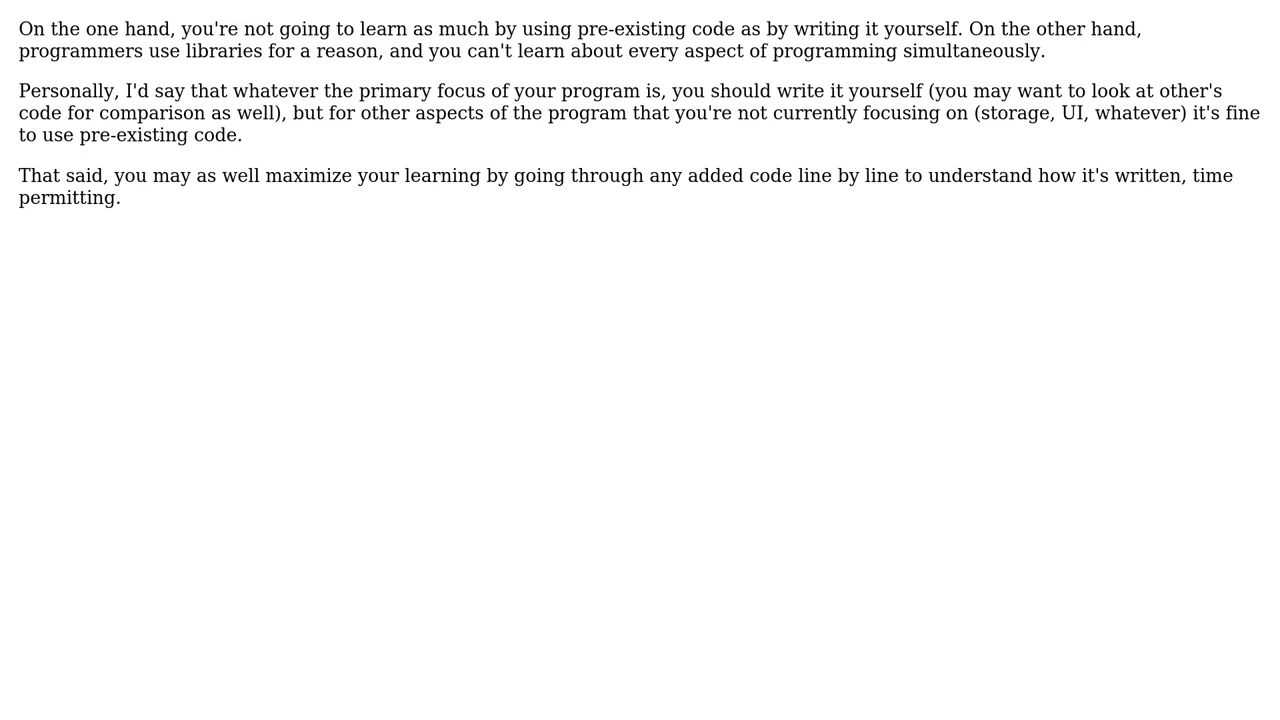 On the one hand, you're not going to learn as much by using pre-existing code as by writing it yourself. On the other hand,
programmers use libraries for a reason, and you can't learn about every aspect of programming simultaneously.
Personally, I'd say that whatever the primary focus of your program is, you should write it yourself (you may want to look at other's
code for comparison as well), but for other aspects of the program that you're not currently focusing on (storage, UI, whatever) it's fine
to use pre-existing code.
That said, you may as well maximize your learning by going through any added code line by line to understand how it's written, time
permitting.